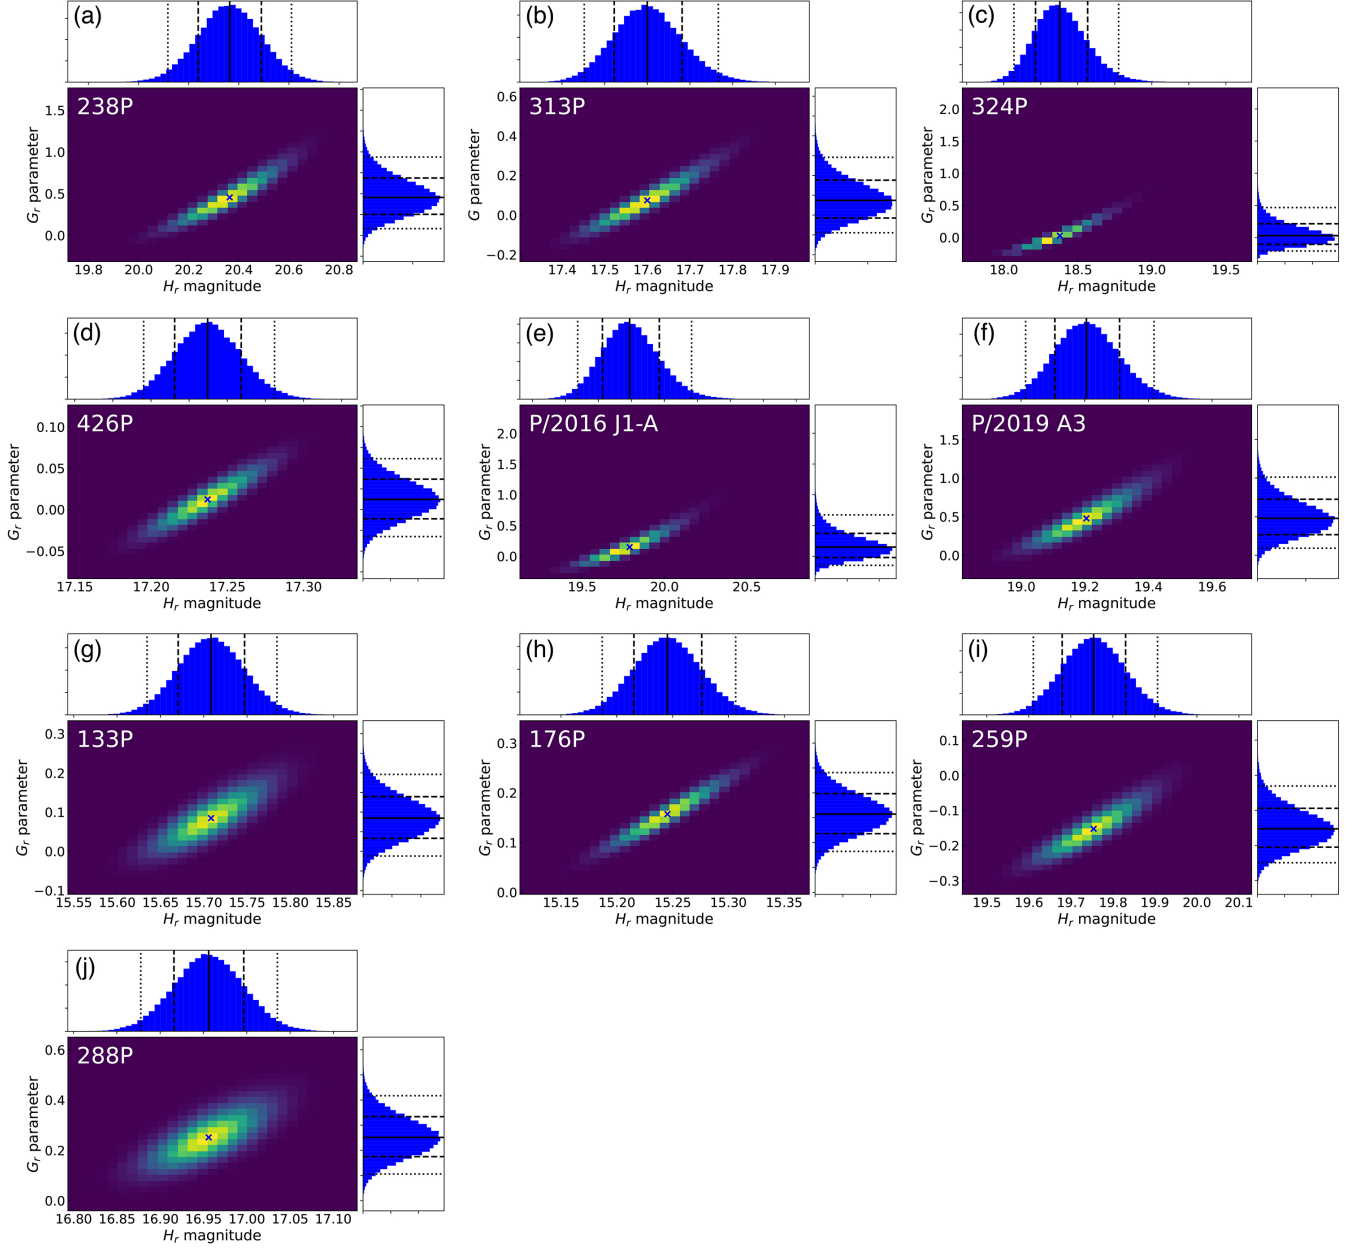 (a)
238P
1.5
1.0
0.5
0.0
G_r parameter
19.8 20.0 20.2 20.4 20.6 20.8
H_r magnitude
(b)
313P
0.6
0.4
0.2
0.0
−0.2
G parameter
17.4 17.5 17.6 17.7 17.8 17.9
H_r magnitude
(c)
324P
2.0
1.5
1.0
0.5
0.0
G_r parameter
18.0 18.5 19.0 19.5
H_r magnitude
(d)
426P
0.10
0.05
0.00
−0.05
G_r parameter
17.15 17.20 17.25 17.30
H_r magnitude
(e)
P/2016 J1-A
2.0
1.5
1.0
0.5
0.0
G_r parameter
19.5 20.0 20.5
H_r magnitude
(f)
P/2019 A3
1.5
1.0
0.5
0.0
G_r parameter
19.0 19.2 19.4 19.6
H_r magnitude
(g)
133P
0.3
0.2
0.1
0.0
−0.1
G_r parameter
15.55 15.60 15.65 15.70 15.75 15.80 15.85
H_r magnitude
(h)
176P
0.3
0.2
0.1
0.0
G_r parameter
15.15 15.20 15.25 15.30 15.35
H_r magnitude
(i)
259P
0.1
0.0
−0.1
−0.2
−0.3
G_r parameter
19.5 19.6 19.7 19.8 19.9 20.0 20.1
H_r magnitude
(j)
288P
0.6
0.4
0.2
0.0
G_r parameter
16.80 16.85 16.90 16.95 17.00 17.05 17.10
H_r magnitude